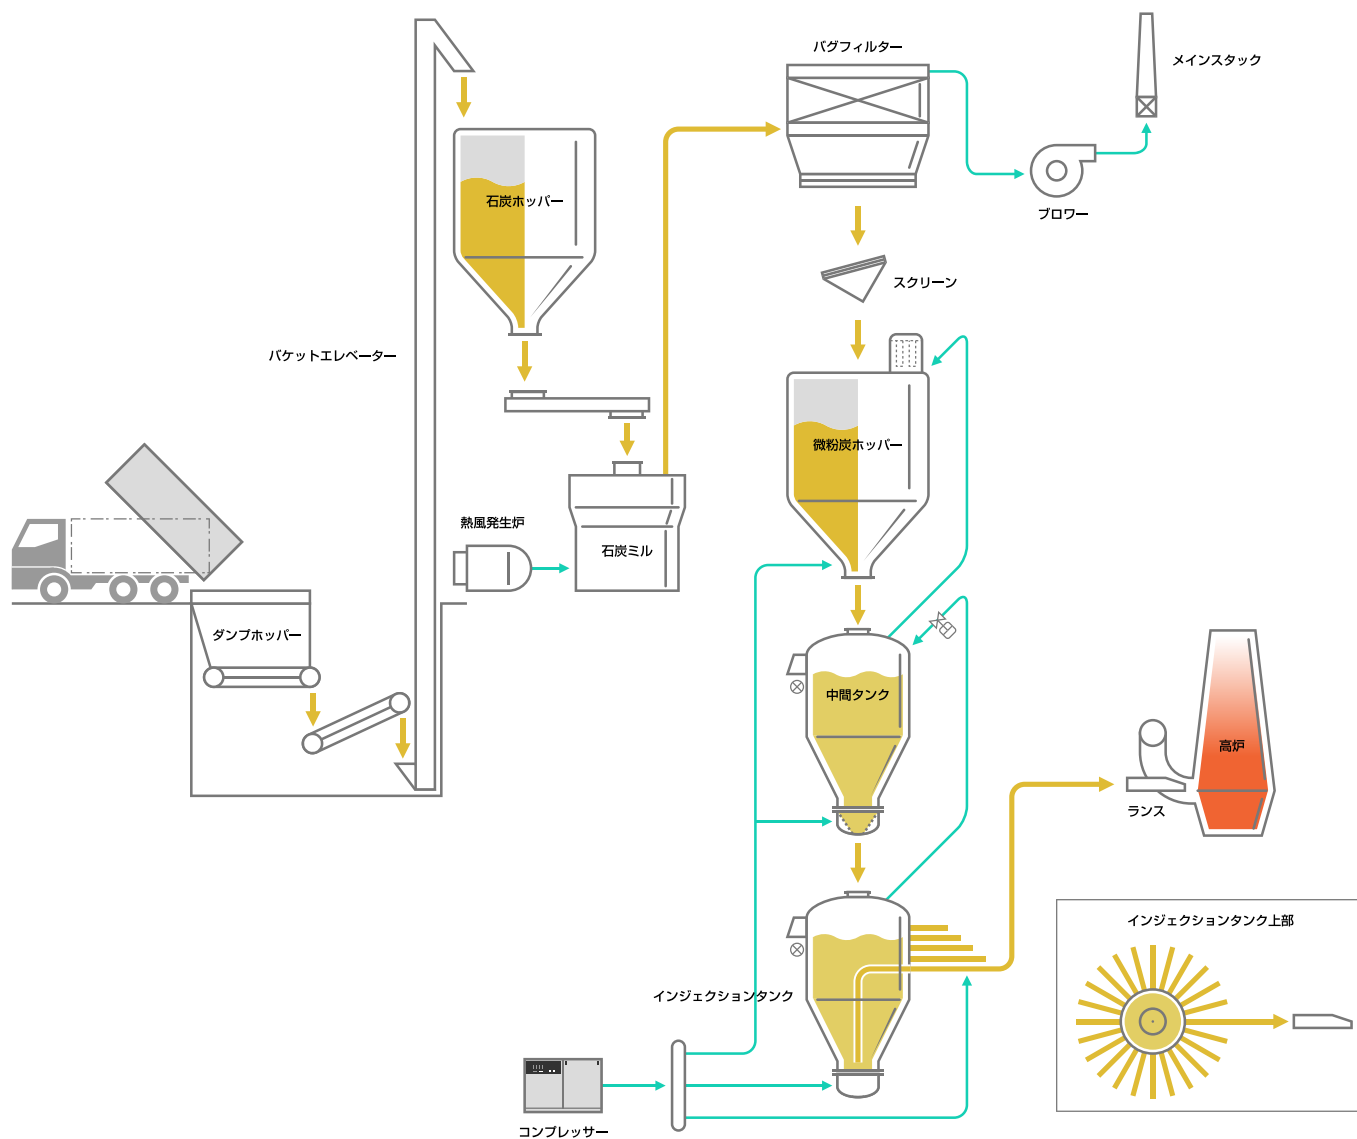 バグフィルター
メインスタック
石炭ホッパー
ブロワー
スクリーン
バケットエレベーター
微粉炭ホッパー
熱風発生炉
石炭ミル
ダンプホッパー
中間タンク
高炉
ランス
インジェクションタンク上部
インジェクションタンク
コンプレッサー